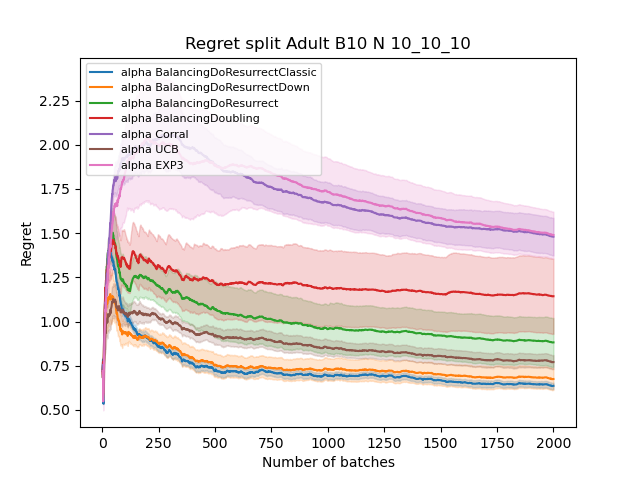 Regret split Adult B10 N 10_10_10
alpha BalancingDoResurrectClassic
alpha BalancingDoResurrectDown
alpha BalancingDoResurrect
alpha BalancingDoubling
alpha Corral
alpha UCB
alpha EXP3
Regret
2.25
2.00
1.75
1.50
1.25
1.00
0.75
0.50
0 250 500 750 1000 1250 1500 1750 2000
Number of batches